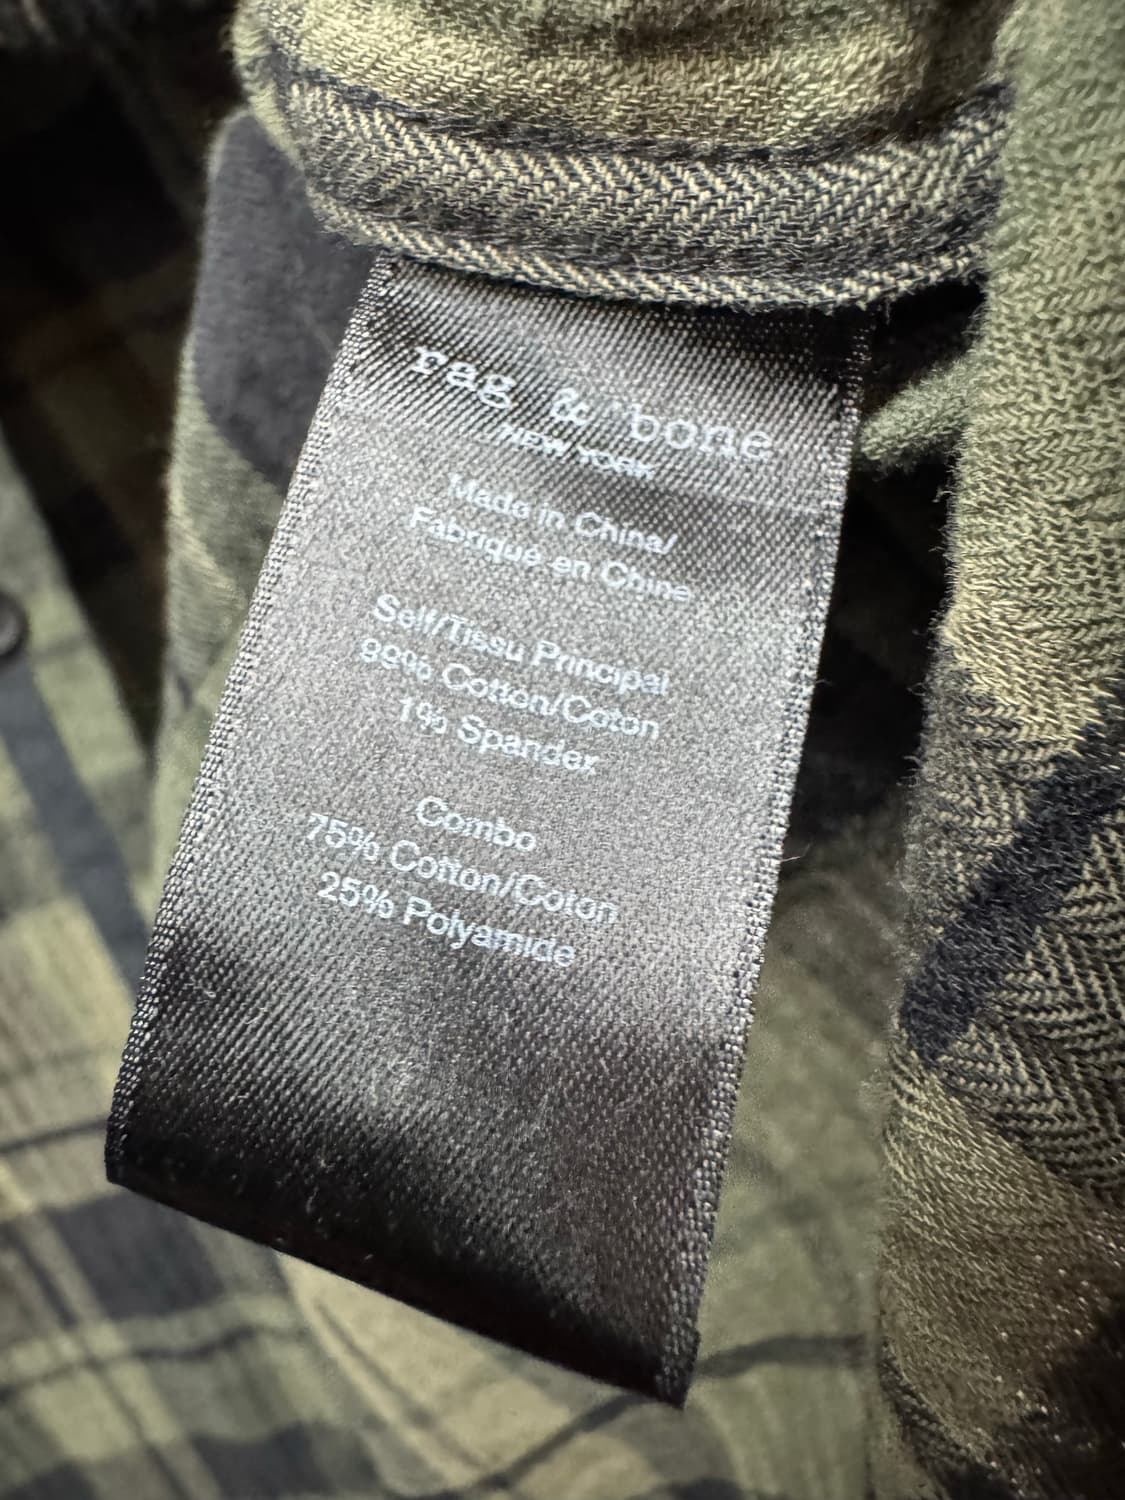 rag & bone
NEW YORK
Made in China/
Fabriqué en Chine
Self/Tissu Principal
99% Cotton/Coton
1% Spandex
Combo
75% Cotton/Coton
25% Polyamide